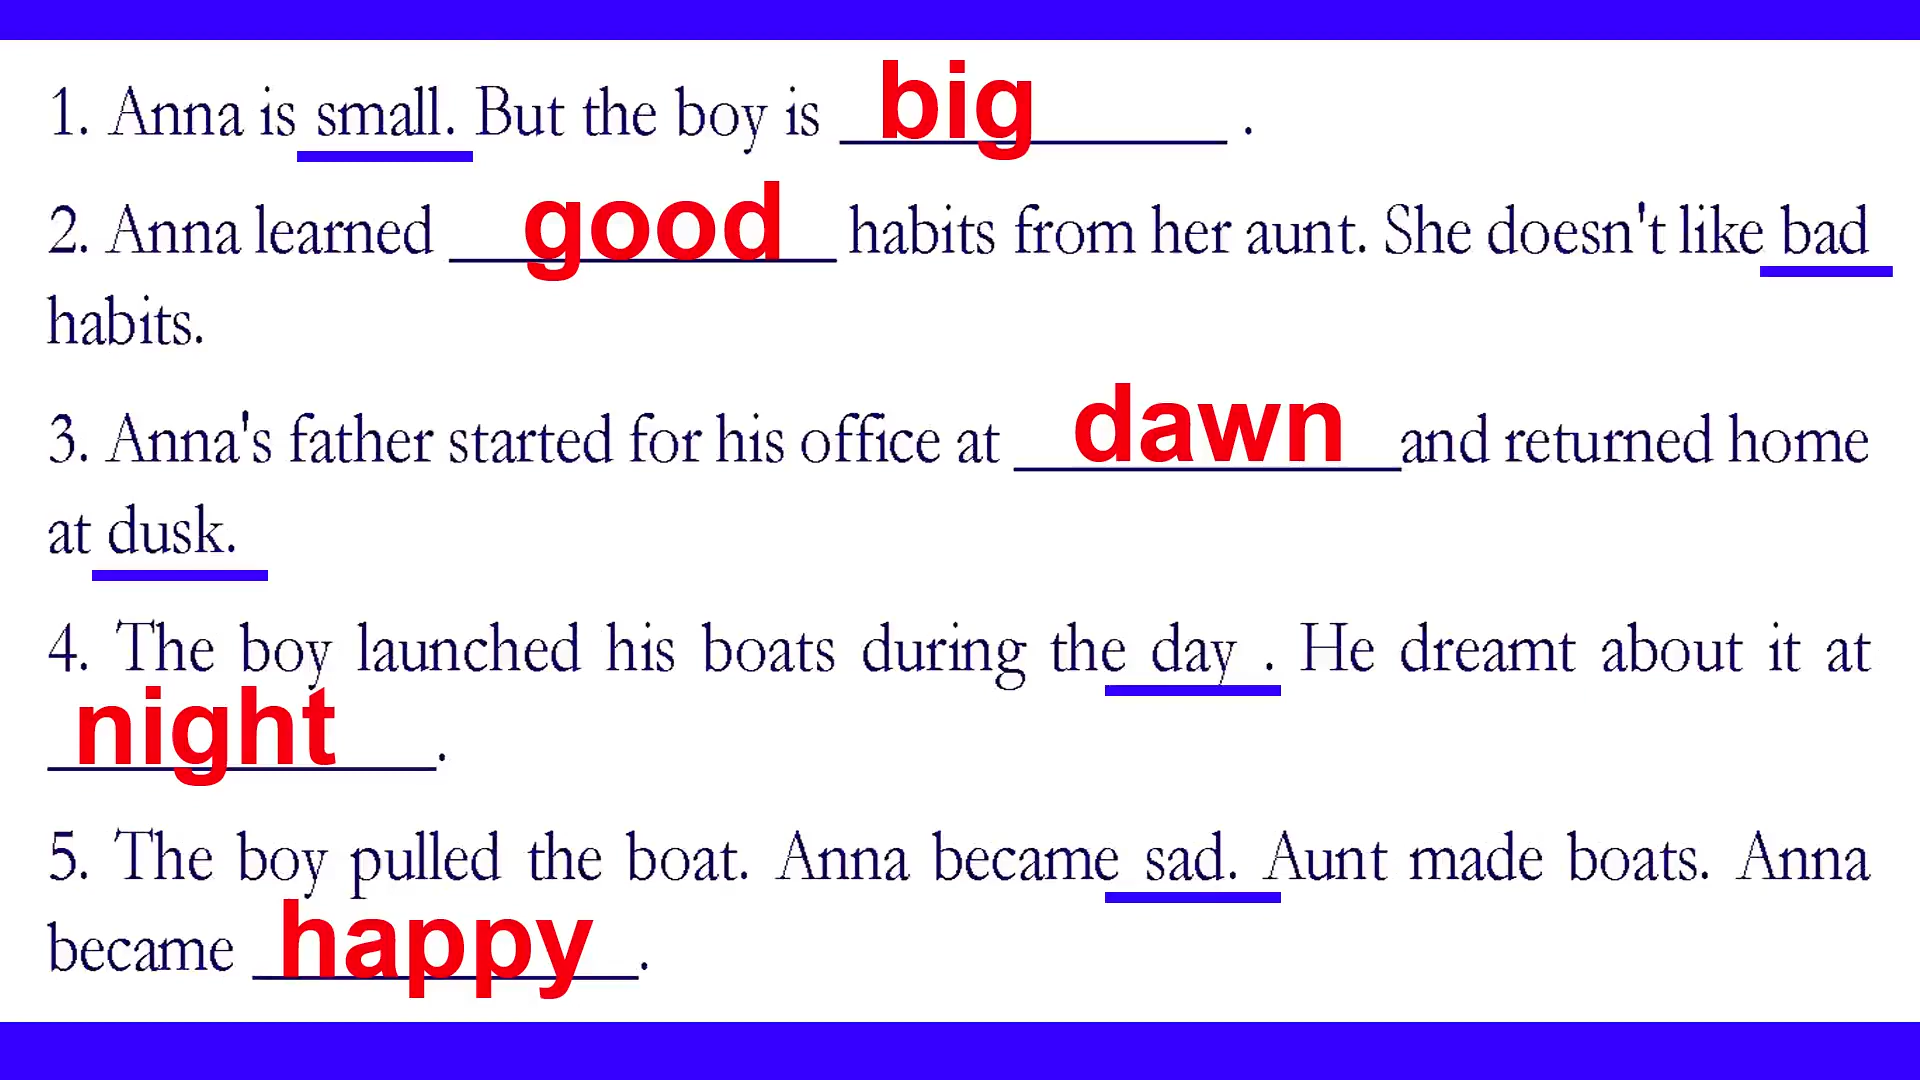 1. Anna is small. But the boy is big .
2. Anna learned good habits from her aunt. She doesn't like bad
habits.
3. Anna's father started for his office at dawn and returned home
at dusk.
4. The boy launched his boats during the day . He dreamt about it at
night.
5. The boy pulled the boat. Anna became sad. Aunt made boats. Anna
became happy.